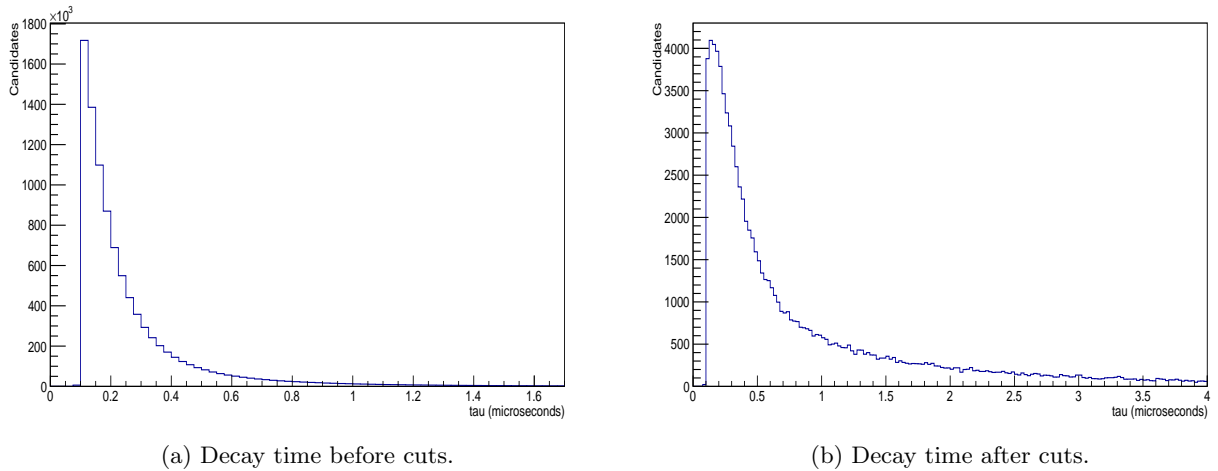 ×10³
Candidates
1800
1600
1400
1200
1000
800
600
400
200
0
0 0.2 0.4 0.6 0.8 1 1.2 1.4 1.6
tau (microseconds)
(a) Decay time before cuts.
Candidates
4000
3500
3000
2500
2000
1500
1000
500
0
0 0.5 1 1.5 2 2.5 3 3.5 4
tau (microseconds)
(b) Decay time after cuts.